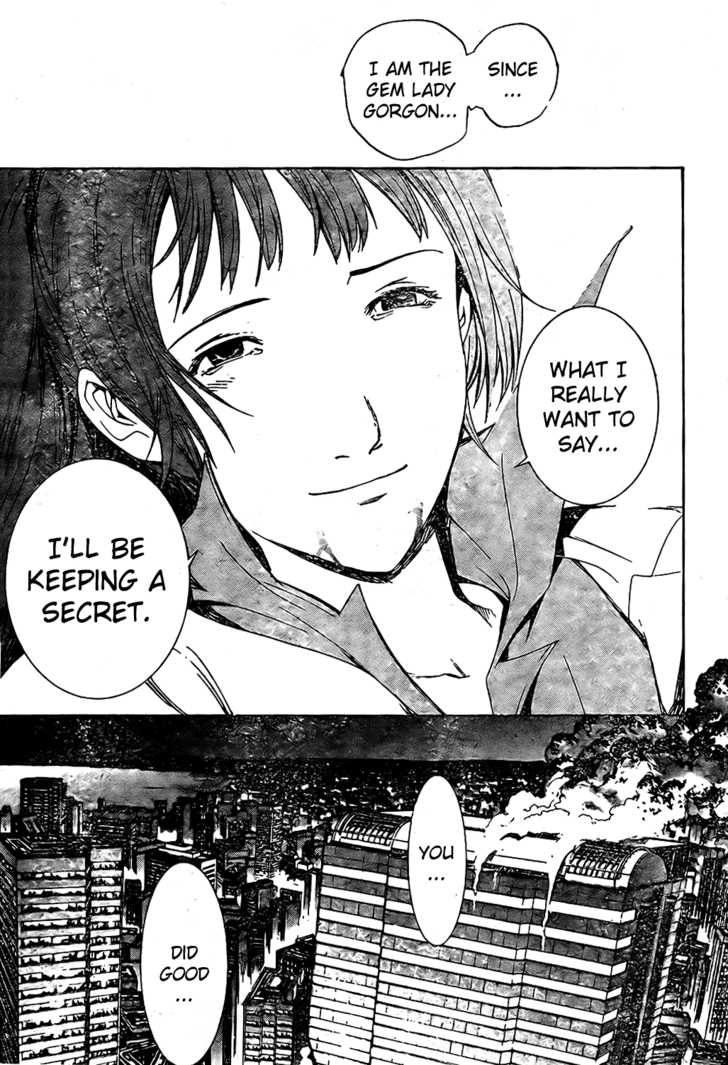 SINCE
...
I AM THE
GEM LADY
GORGON...
WHAT I
REALLY
WANT TO
SAY...
I'LL BE
KEEPING A
SECRET.
YOU
...
DID
GOOD
...